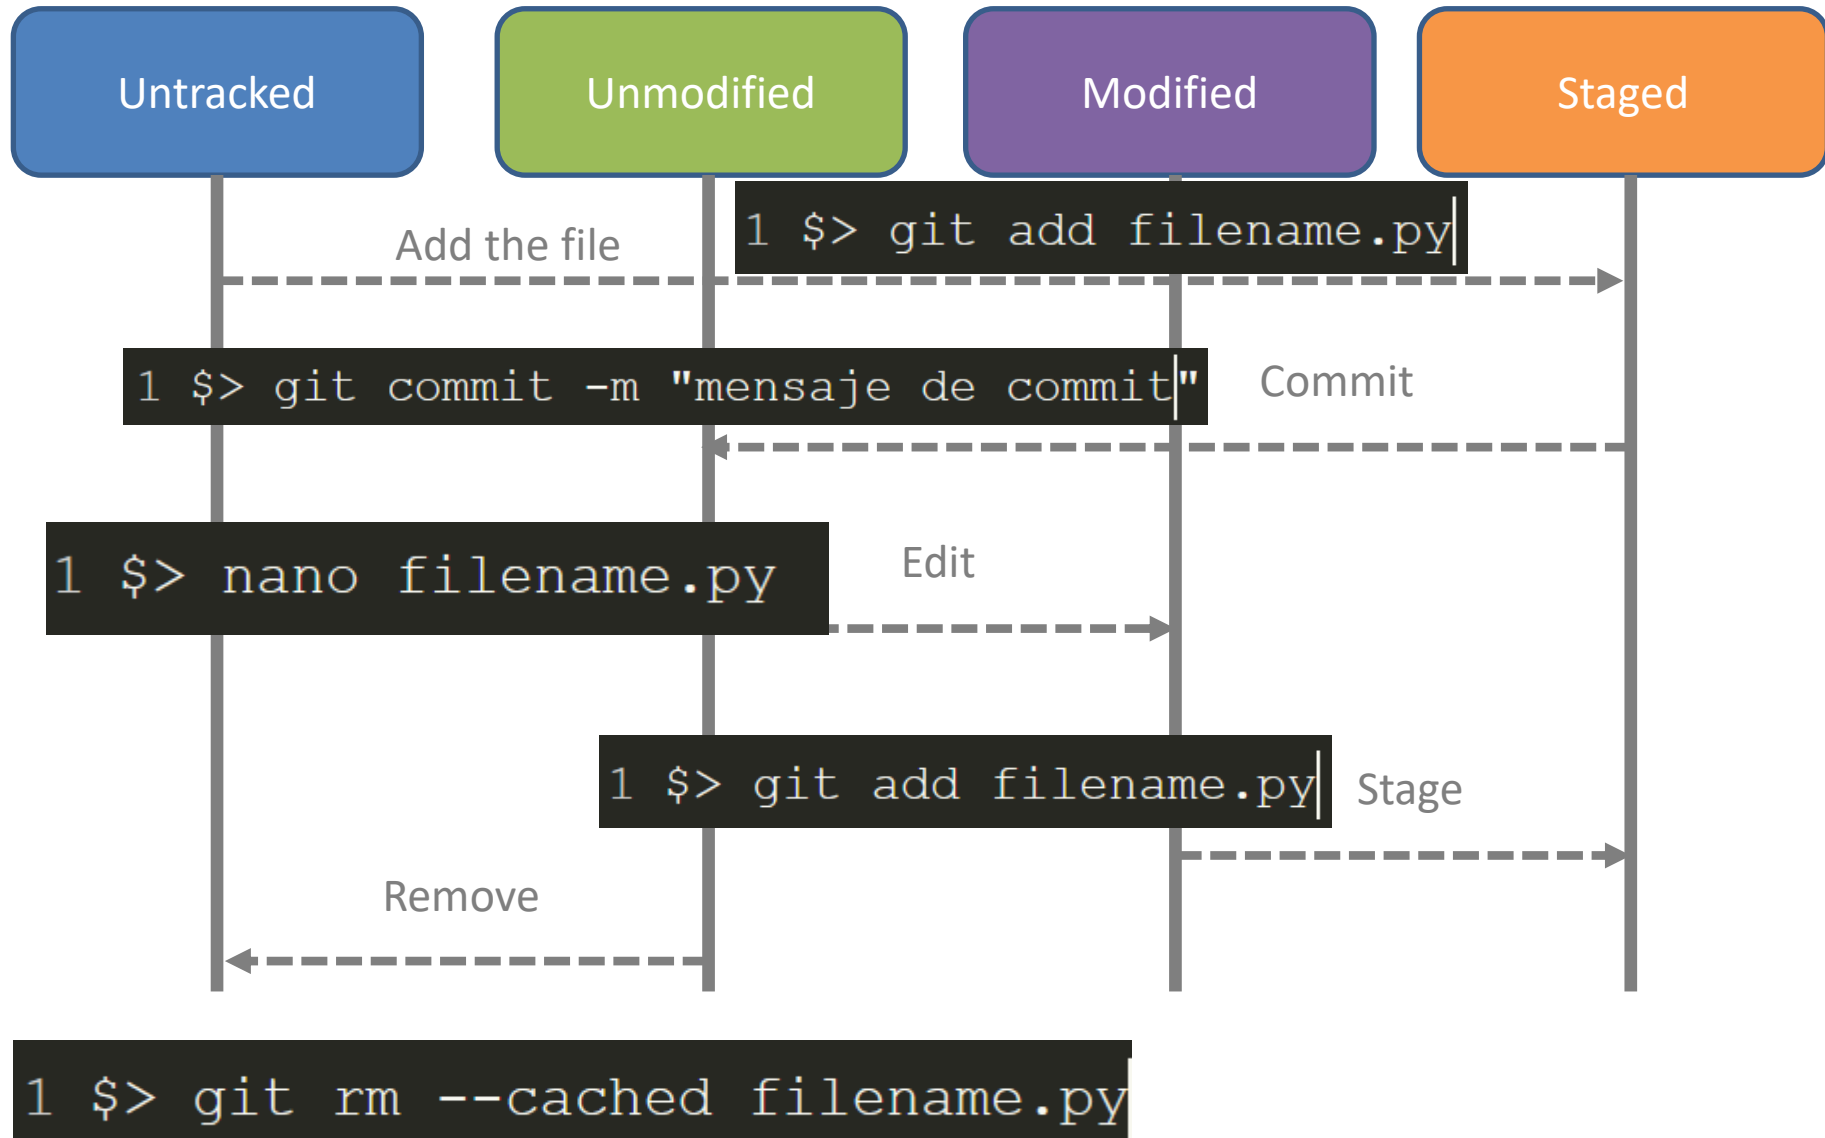 Untracked
Unmodified
Modified
Staged
Add the file
1 $> git add filename.py
1 $> git commit -m "mensaje de commit"
Commit
1 $> nano filename.py
Edit
1 $> git add filename.py
Stage
Remove
1 $> git rm --cached filename.py